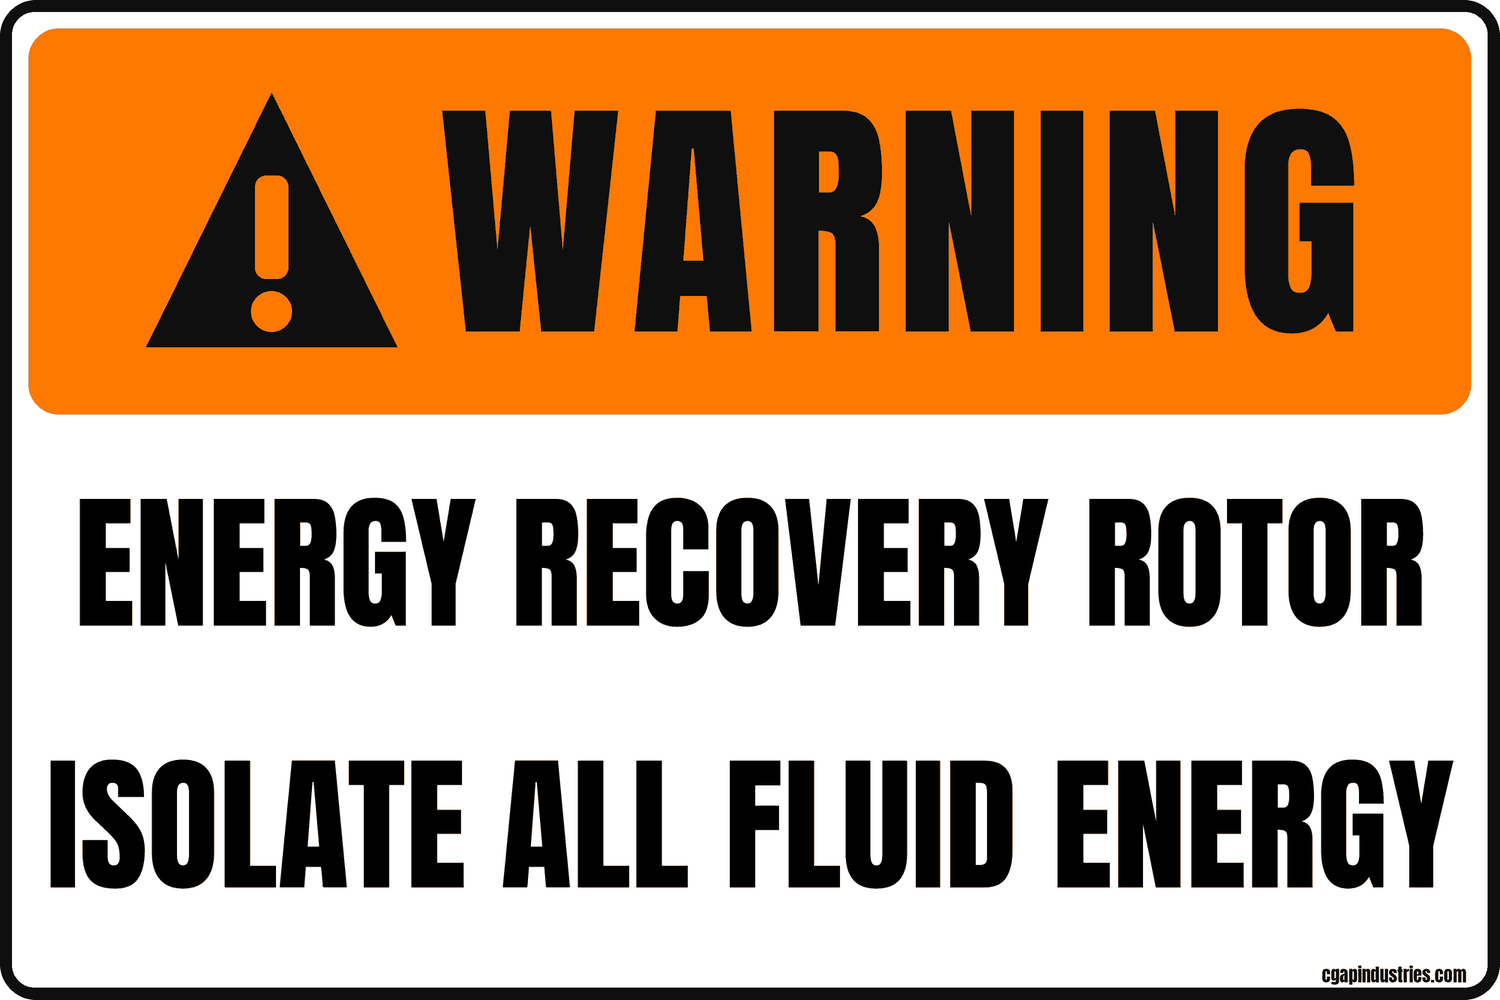 WARNING
ENERGY RECOVERY ROTOR
ISOLATE ALL FLUID ENERGY
cgapindustries.com